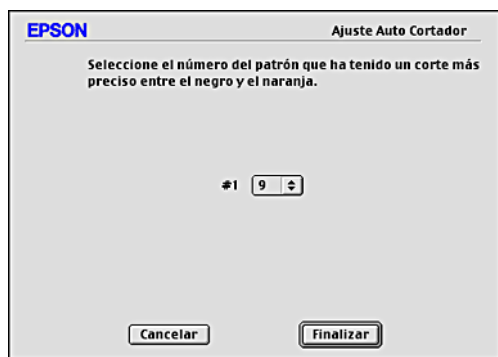 EPSON
Ajuste Auto Cortador
Seleccione el número del patrón que ha tenido un corte más
preciso entre el negro y el naranja.
#1 9
Cancelar
Finalizar